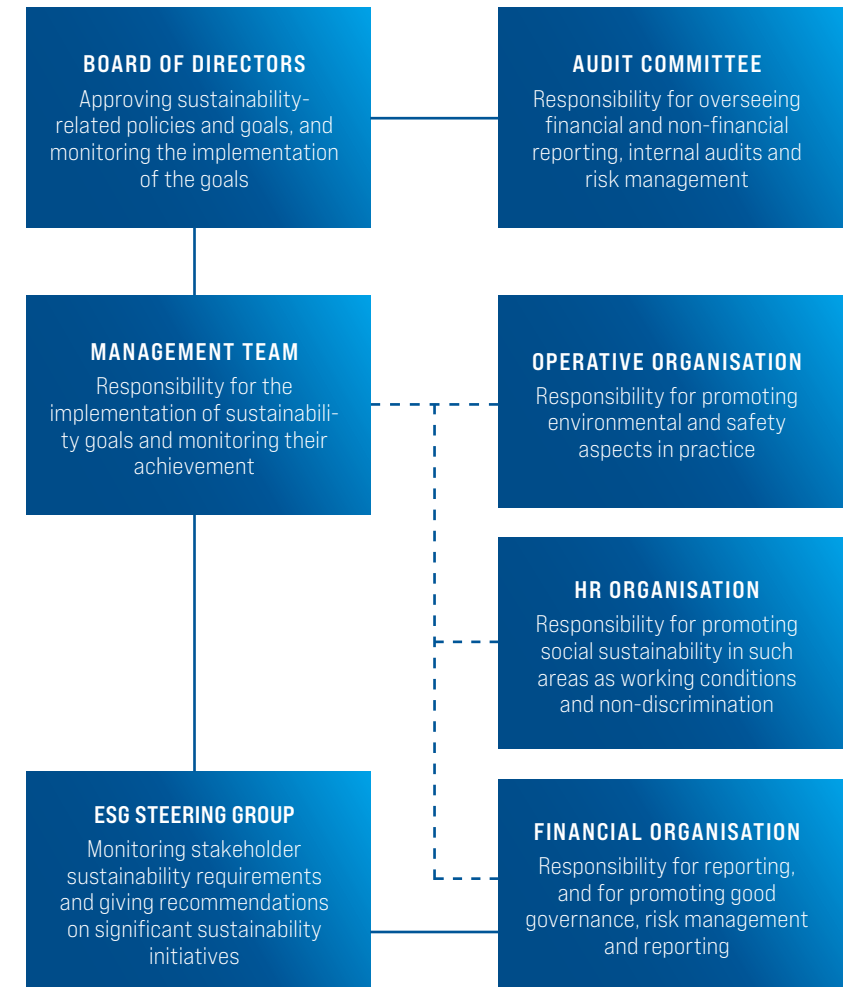 BOARD OF DIRECTORS
Approving sustainability-
related policies and goals, and
monitoring the implementation
of the goals
AUDIT COMMITTEE
Responsibility for overseeing
financial and non-financial
reporting, internal audits and
risk management
MANAGEMENT TEAM
Responsibility for the
implementation of sustainabili-
ty goals and monitoring their
achievement
OPERATIVE ORGANISATION
Responsibility for promoting
environmental and safety
aspects in practice
HR ORGANISATION
Responsibility for promoting
social sustainability in such
areas as working conditions
and non-discrimination
ESG STEERING GROUP
Monitoring stakeholder
sustainability requirements
and giving recommendations
on significant sustainability
initiatives
FINANCIAL ORGANISATION
Responsibility for reporting,
and for promoting good
governance, risk management
and reporting